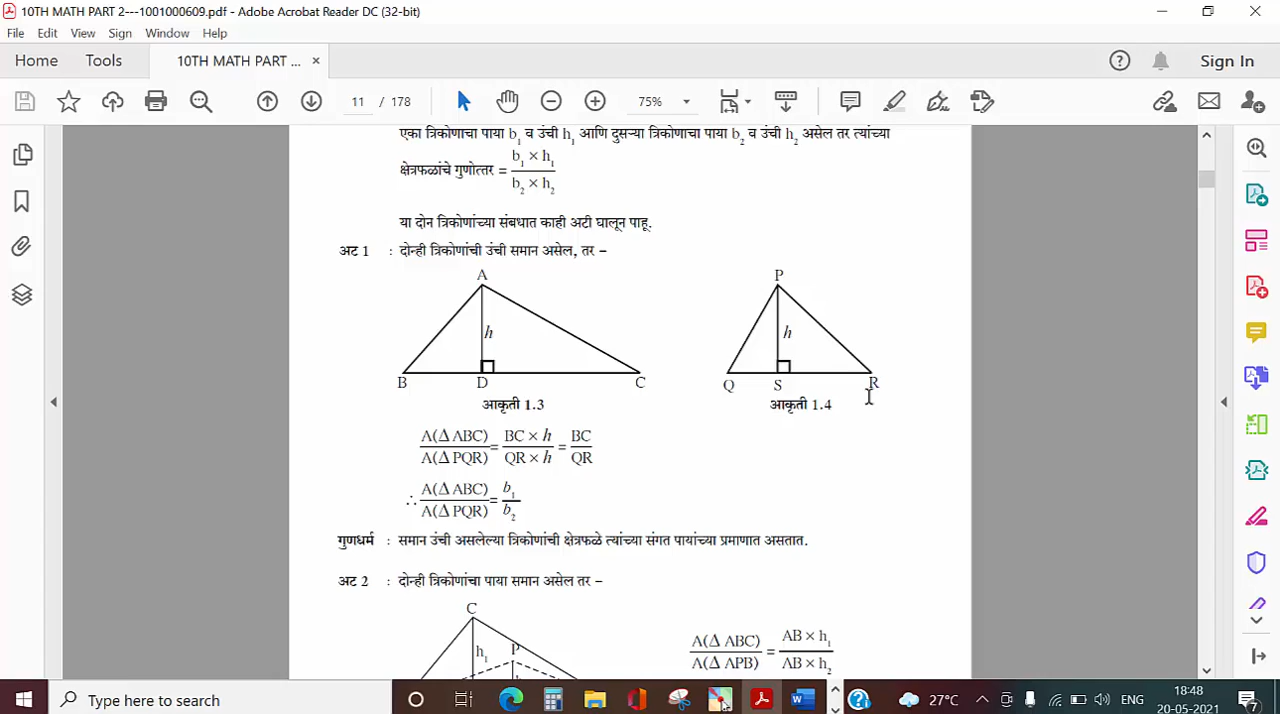 10TH MATH PART 2---1001000609.pdf - Adobe Acrobat Reader DC (32-bit)
File Edit View Sign Window Help
Home Tools 10TH MATH PART ... × Sign In
11 / 178 75%
एका त्रिकोणाचा पाया b₁ व उंची h₁ आणि दुसऱ्या त्रिकोणाचा पाया b₂ व उंची h₂ असेल तर त्यांच्या
क्षेत्रफळांचे गुणोत्तर = b₁ × h₁ / b₂ × h₂
या दोन त्रिकोणांच्या संबधात काही अटी घालून पाहू.
अट 1 : दोन्ही त्रिकोणांची उंची समान असेल, तर –
A P
h h
B D C Q S R
आकृती 1.3 आकृती 1.4
A(Δ ABC) / A(Δ PQR) = BC × h / QR × h = BC / QR
∴ A(Δ ABC) / A(Δ PQR) = b₁ / b₂
गुणधर्म : समान उंची असलेल्या त्रिकोणांची क्षेत्रफळे त्यांच्या संगत पायांच्या प्रमाणात असतात.
अट 2 : दोन्ही त्रिकोणांचा पाया समान असेल तर –
C
h₁ P
A(Δ ABC) / A(Δ APB) = AB × h₁ / AB × h₂
Type here to search
27°C ENG 18:48
20-05-2021
7